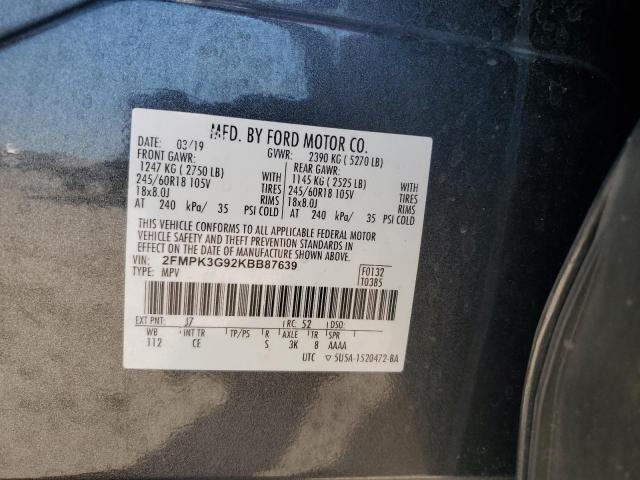 MFD. BY FORD MOTOR CO.
DATE: 03/19 GVWR: 2390 KG ( 5270 LB)
FRONT GAWR: REAR GAWR:
1247 KG ( 2750 LB) WITH 1145 KG ( 2525 LB) WITH
245/60R18 105V TIRES 245/60R18 105V TIRES
18x8.0J RIMS 18x8.0J RIMS
AT 240 kPa/ 35 PSI COLD AT 240 kPa/ 35 PSI COLD
THIS VEHICLE CONFORMS TO ALL APPLICABLE FEDERAL MOTOR
VEHICLE SAFETY AND THEFT PREVENTION STANDARDS IN
EFFECT ON THE DATE OF MANUFACTURE SHOWN ABOVE.
VIN: 2FMPK3G92KBB87639 F0132
TYPE: MPV T0385
EXT PNT: J7 RC: 52 DSO:
WB INT TR TP/PS R AXLE TR SPR
112 CE S 3K 8 AAAA
UTC ▽ 5U5A-1520472-BA